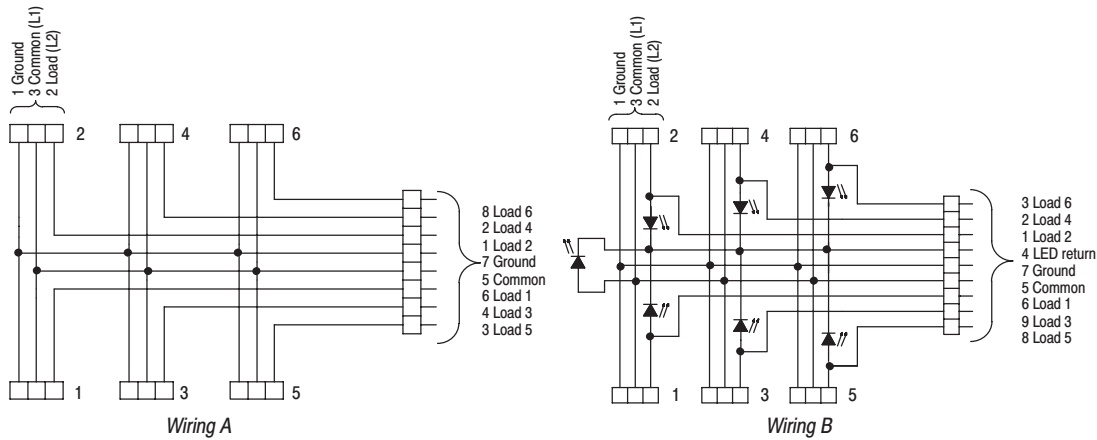 1 Ground
3 Common (L1)
2 Load (L2)
2
4
6
8 Load 6
2 Load 4
1 Load 2
7 Ground
5 Common
6 Load 1
4 Load 3
3 Load 5
1
3
5
Wiring A
1 Ground
3 Common (L1)
2 Load (L2)
2
4
6
3 Load 6
2 Load 4
1 Load 2
4 LED return
7 Ground
5 Common
6 Load 1
9 Load 3
8 Load 5
1
3
5
Wiring B